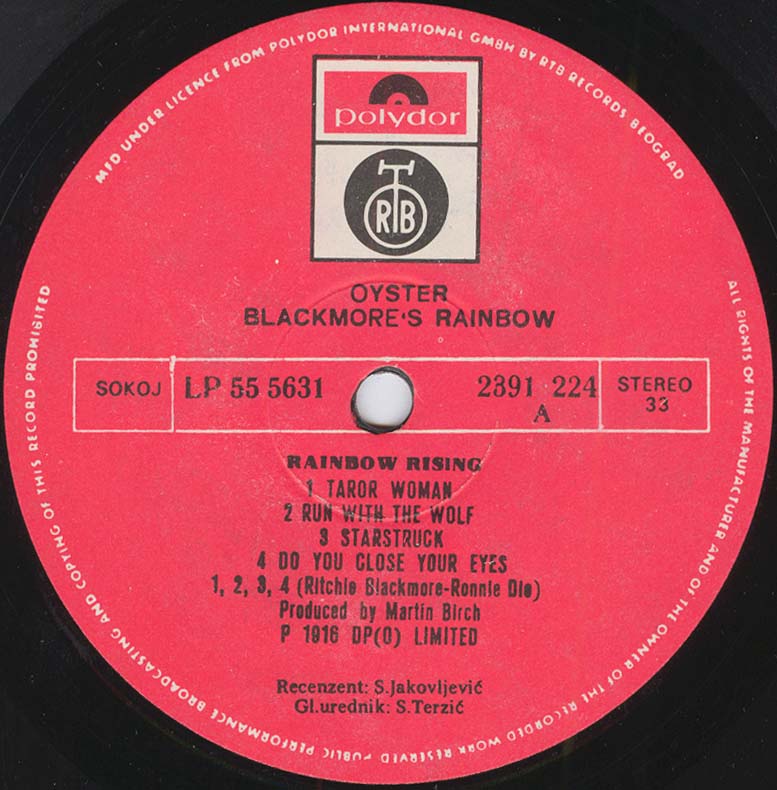 MFD UNDER LICENCE FROM POLYDOR INTERNATIONAL GMBH BY RTB RECORDS BEOGRAD
polydor
RTB
OYSTER
BLACKMORE'S RAINBOW
SOKOJ LP 55 5631 2391 224 STEREO
A 33
RAINBOW RISING
1 TAROR WOMAN
2 RUN WITH THE WOLF
3 STARSTRUCK
4 DO YOU CLOSE YOUR EYES
1, 2, 3, 4 (Ritchie Blackmore-Ronnie Dio)
Produced by Martin Birch
P 1916 DP(O) LIMITED
Recenzent: S.Jakovljević
Gl.urednik: S.Terzić
ALL RIGHTS OF THE MANUFACTURER AND OF THE OWNER OF THE RECORDED WORK RESERVED PUBLIC PERFORMANCE BROADCASTING AND COPYING OF THIS RECORD PROHIBITED